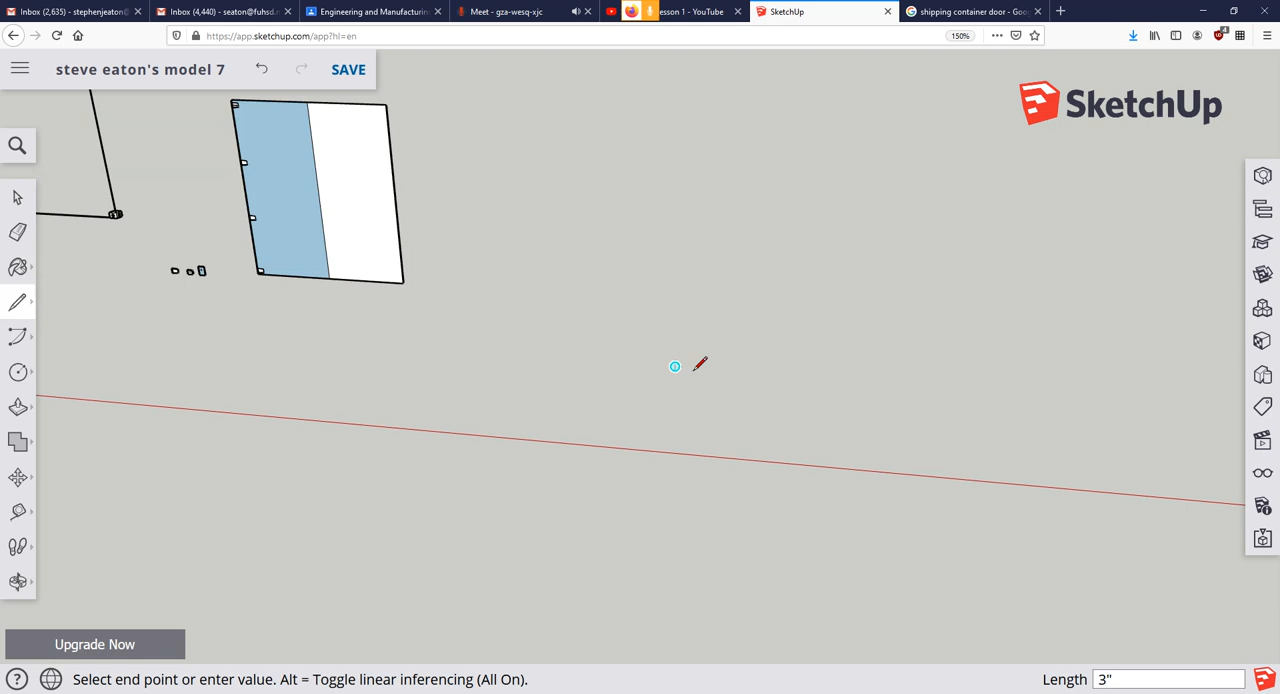 Inbox (2,635) - stephenjeaton@
Inbox (4,440) - seaton@fuhsd.n
Engineering and Manufacturin
Meet - gza-wesq-xjc
esson 1 - YouTube
SketchUp
shipping container door - Goo
https://app.sketchup.com/app?hl=en
150%
4
steve eaton's model 7
SAVE
SketchUp
Upgrade Now
Select end point or enter value. Alt = Toggle linear inferencing (All On).
Length
3"